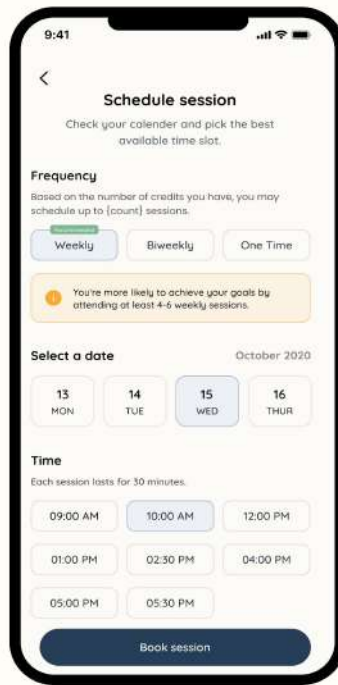 9:41
Schedule session
Check your calender and pick the best
available time slot.
Frequency
Based on the number of credits you have, you may
schedule up to {count} sessions.
Recommended
Weekly
Biweekly
One Time
You're more likely to achieve your goals by
attending at least 4-6 weekly sessions.
Select a date
October 2020
13
MON
14
TUE
15
WED
16
THUR
Time
Each session lasts for 30 minutes.
09:00 AM
10:00 AM
12:00 PM
01:00 PM
02:30 PM
04:00 PM
05:00 PM
05:30 PM
Book session